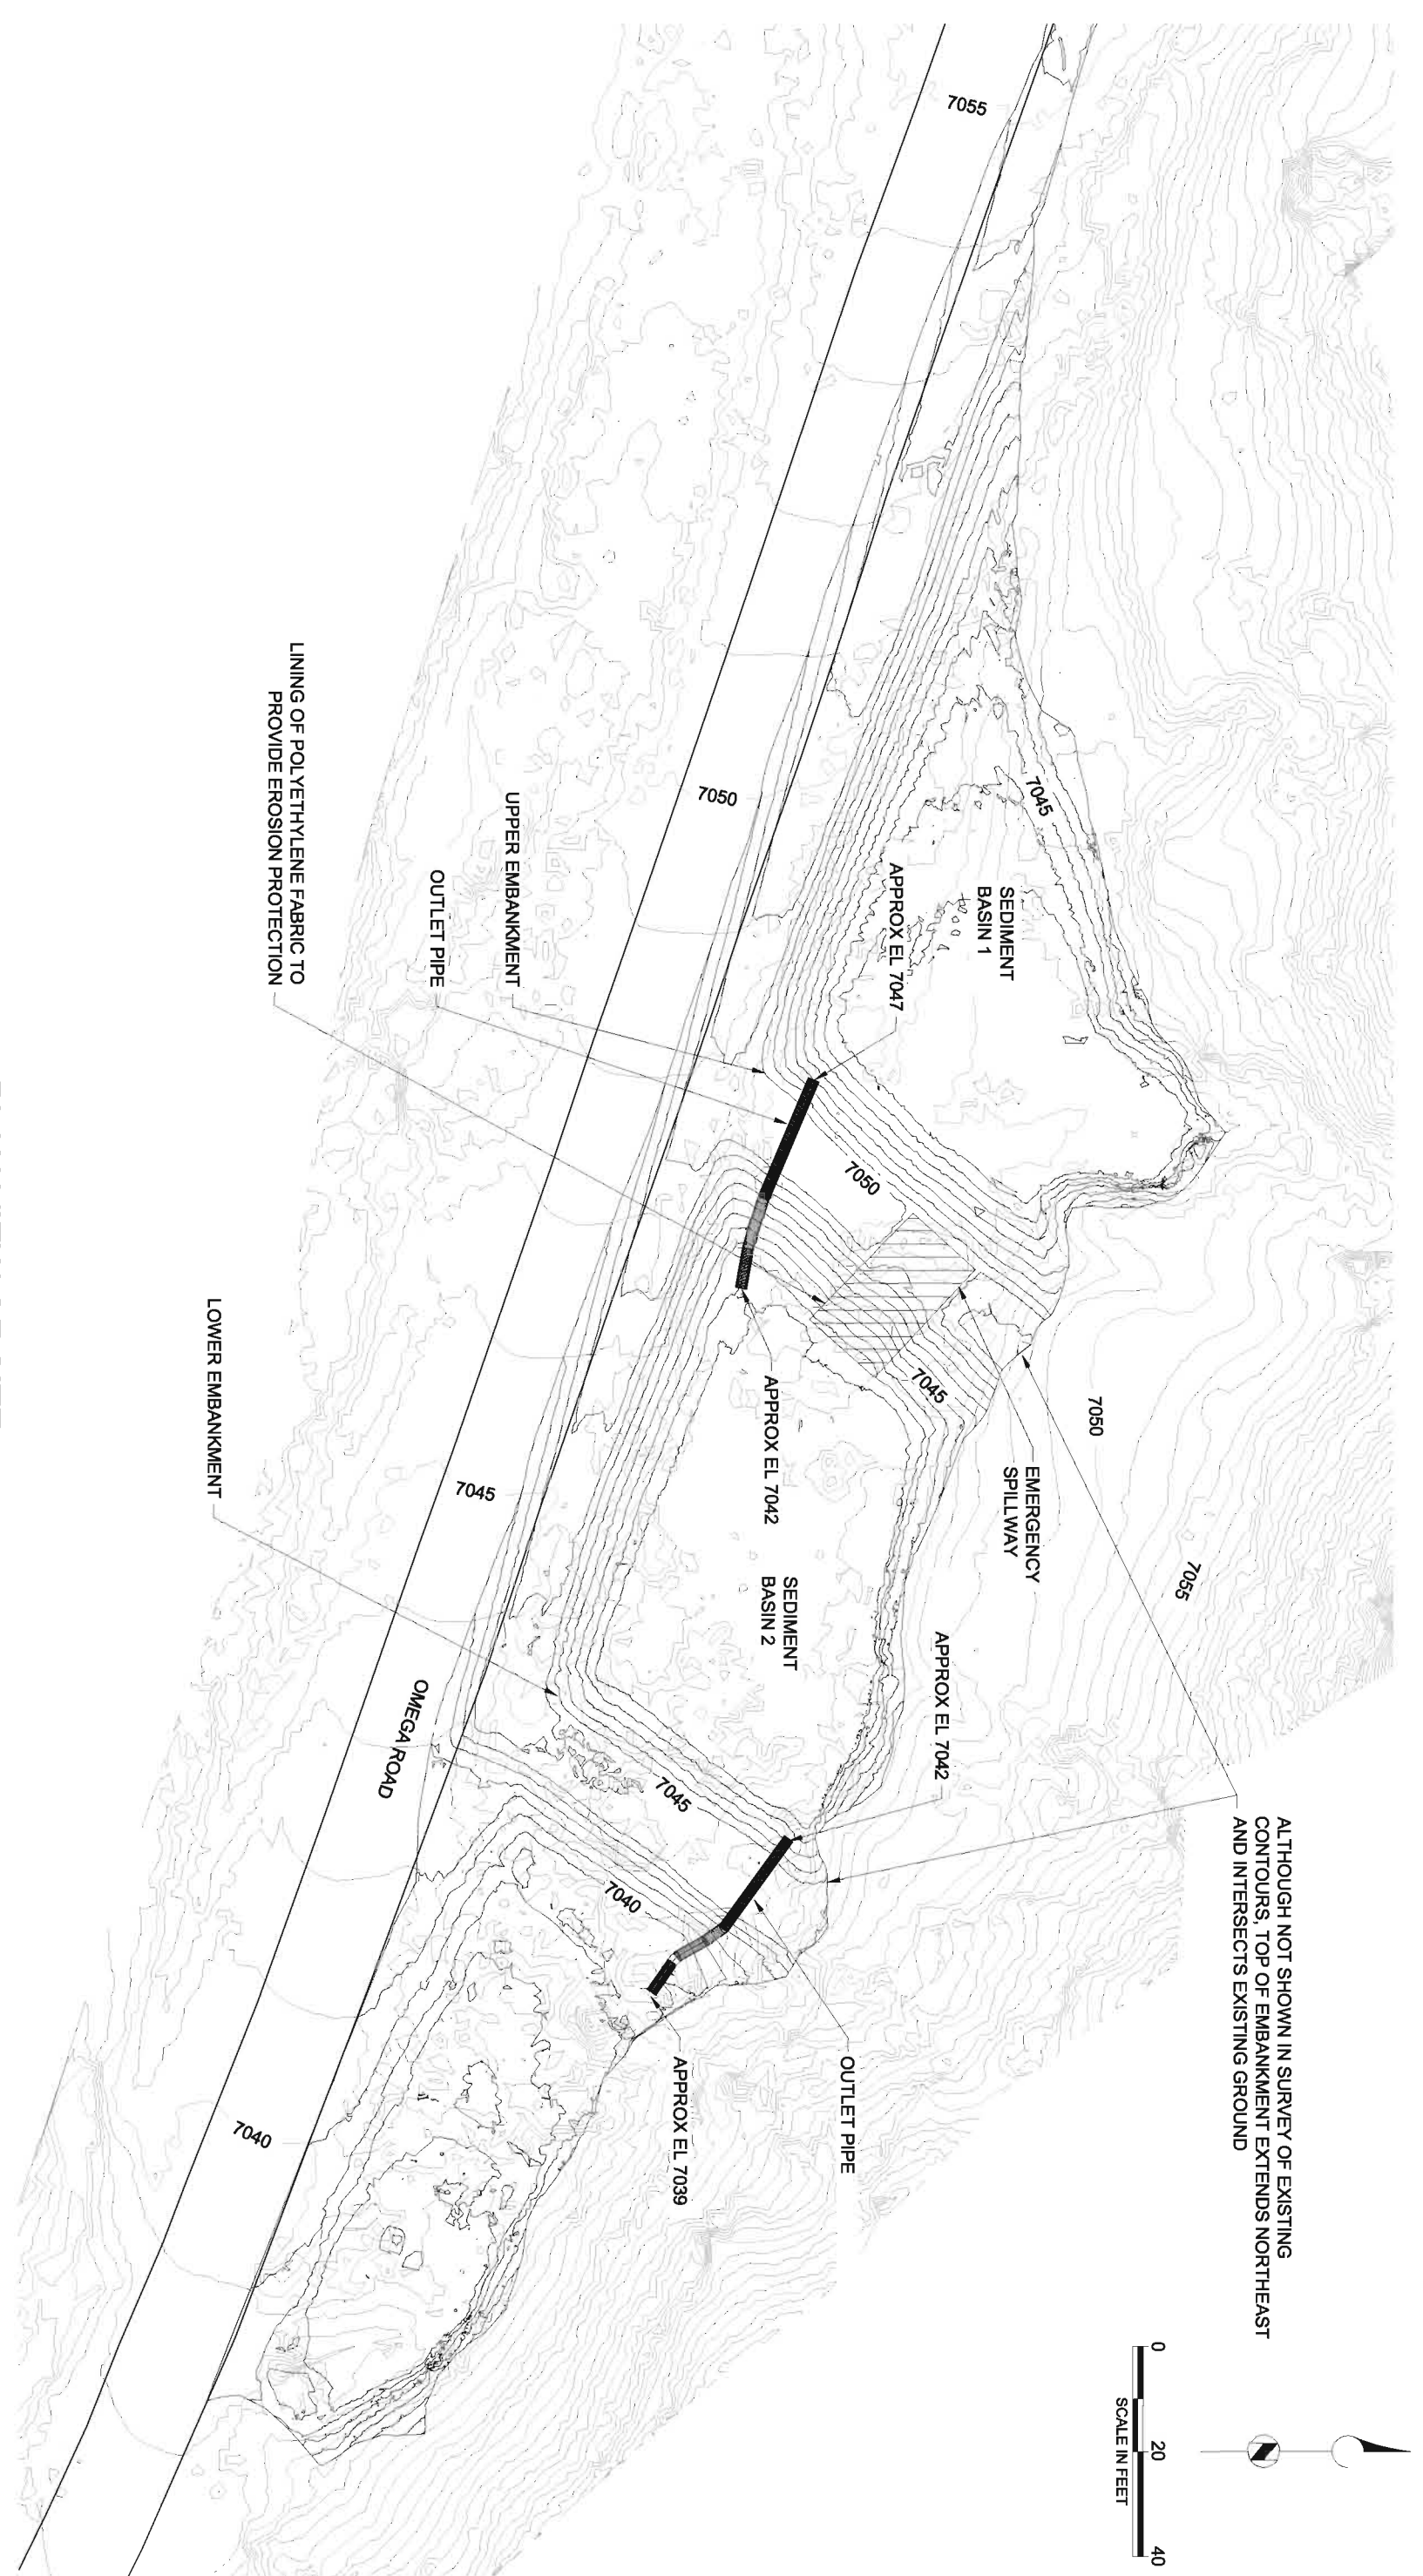 7055
7050
7045
OMEGA ROAD
7040
7045
SEDIMENT
BASIN 1
APPROX EL 7047
7050
7045
7050
7055
EMERGENCY
SPILLWAY
APPROX EL 7042
SEDIMENT
BASIN 2
APPROX EL 7042
7045
7040
OUTLET PIPE
APPROX EL 7039
UPPER EMBANKMENT
OUTLET PIPE
LINING OF POLYETHYLENE FABRIC TO
PROVIDE EROSION PROTECTION
LOWER EMBANKMENT
ALTHOUGH NOT SHOWN IN SURVEY OF EXISTING
CONTOURS, TOP OF EMBANKMENT EXTENDS NORTHEAST
AND INTERSECTS EXISTING GROUND
0 20 40
SCALE IN FEET